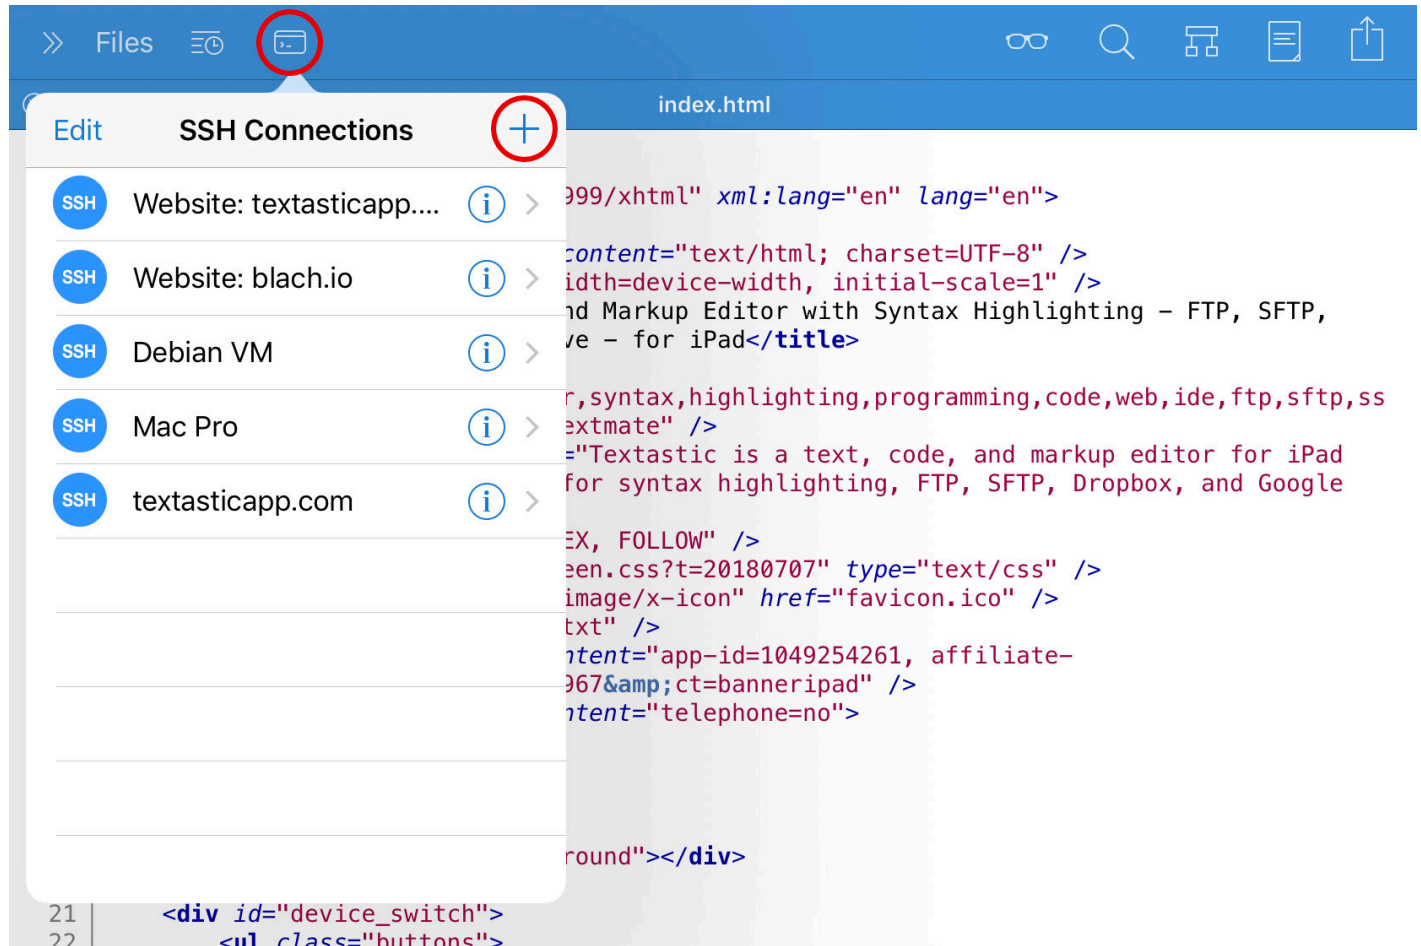 Files
index.html
Edit
SSH Connections
SSH Website: textasticapp....
SSH Website: blach.io
SSH Debian VM
SSH Mac Pro
SSH textasticapp.com
999/xhtml" xml:lang="en" lang="en">
content="text/html; charset=UTF-8" />
idth=device-width, initial-scale=1" />
nd Markup Editor with Syntax Highlighting – FTP, SFTP,
ve – for iPad</title>
r,syntax,highlighting,programming,code,web,ide,ftp,sftp,ss
extmate" />
="Textastic is a text, code, and markup editor for iPad
for syntax highlighting, FTP, SFTP, Dropbox, and Google
EX, FOLLOW" />
een.css?t=20180707" type="text/css" />
image/x-icon" href="favicon.ico" />
txt" />
ntent="app-id=1049254261, affiliate-
967&amp;ct=banneripad" />
ntent="telephone=no">
round"></div>
21 <div id="device_switch">
22 <ul class="buttons">